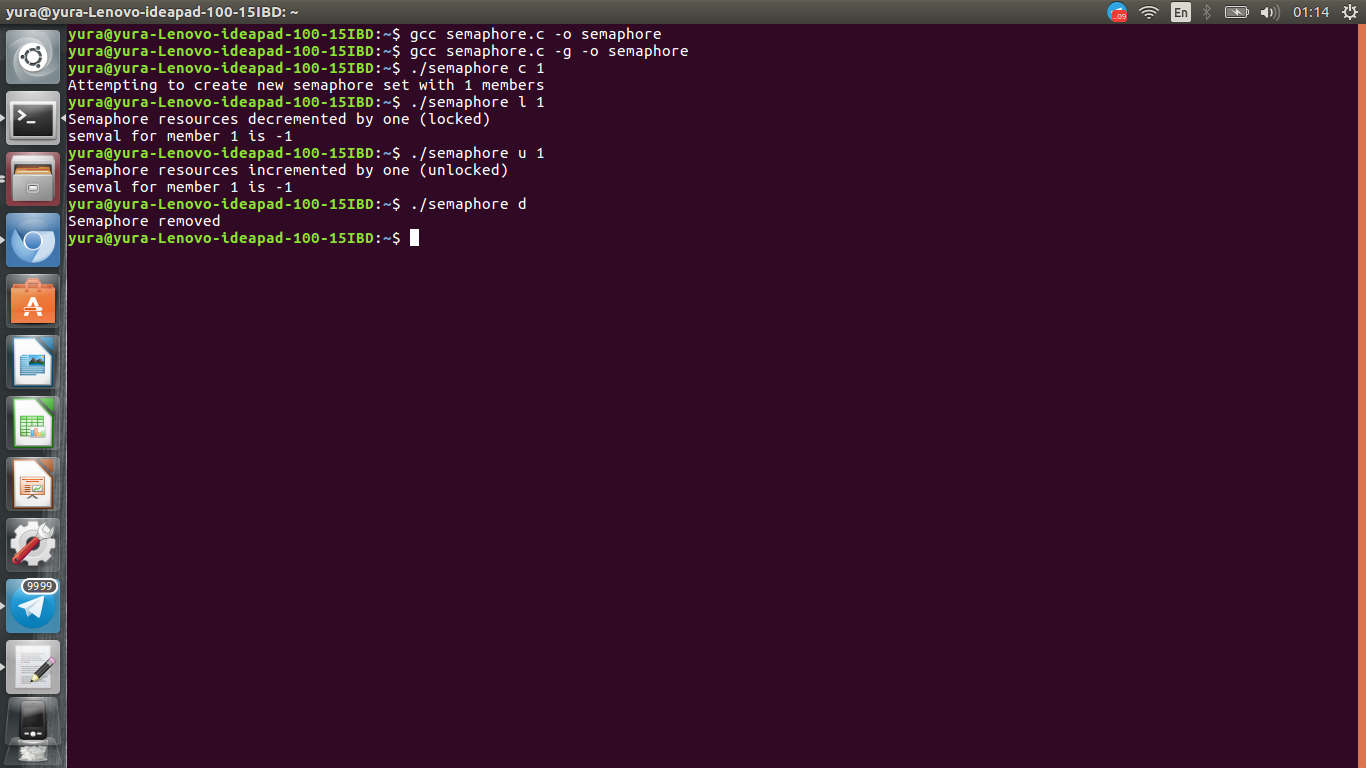 yura@yura-Lenovo-ideapad-100-15IBD: ~
.09
En
01:14
yura@yura-Lenovo-ideapad-100-15IBD:~$ gcc semaphore.c -o semaphore
yura@yura-Lenovo-ideapad-100-15IBD:~$ gcc semaphore.c -g -o semaphore
yura@yura-Lenovo-ideapad-100-15IBD:~$ ./semaphore c 1
Attempting to create new semaphore set with 1 members
yura@yura-Lenovo-ideapad-100-15IBD:~$ ./semaphore l 1
Semaphore resources decremented by one (locked)
semval for member 1 is -1
yura@yura-Lenovo-ideapad-100-15IBD:~$ ./semaphore u 1
Semaphore resources incremented by one (unlocked)
semval for member 1 is -1
yura@yura-Lenovo-ideapad-100-15IBD:~$ ./semaphore d
Semaphore removed
yura@yura-Lenovo-ideapad-100-15IBD:~$
9999